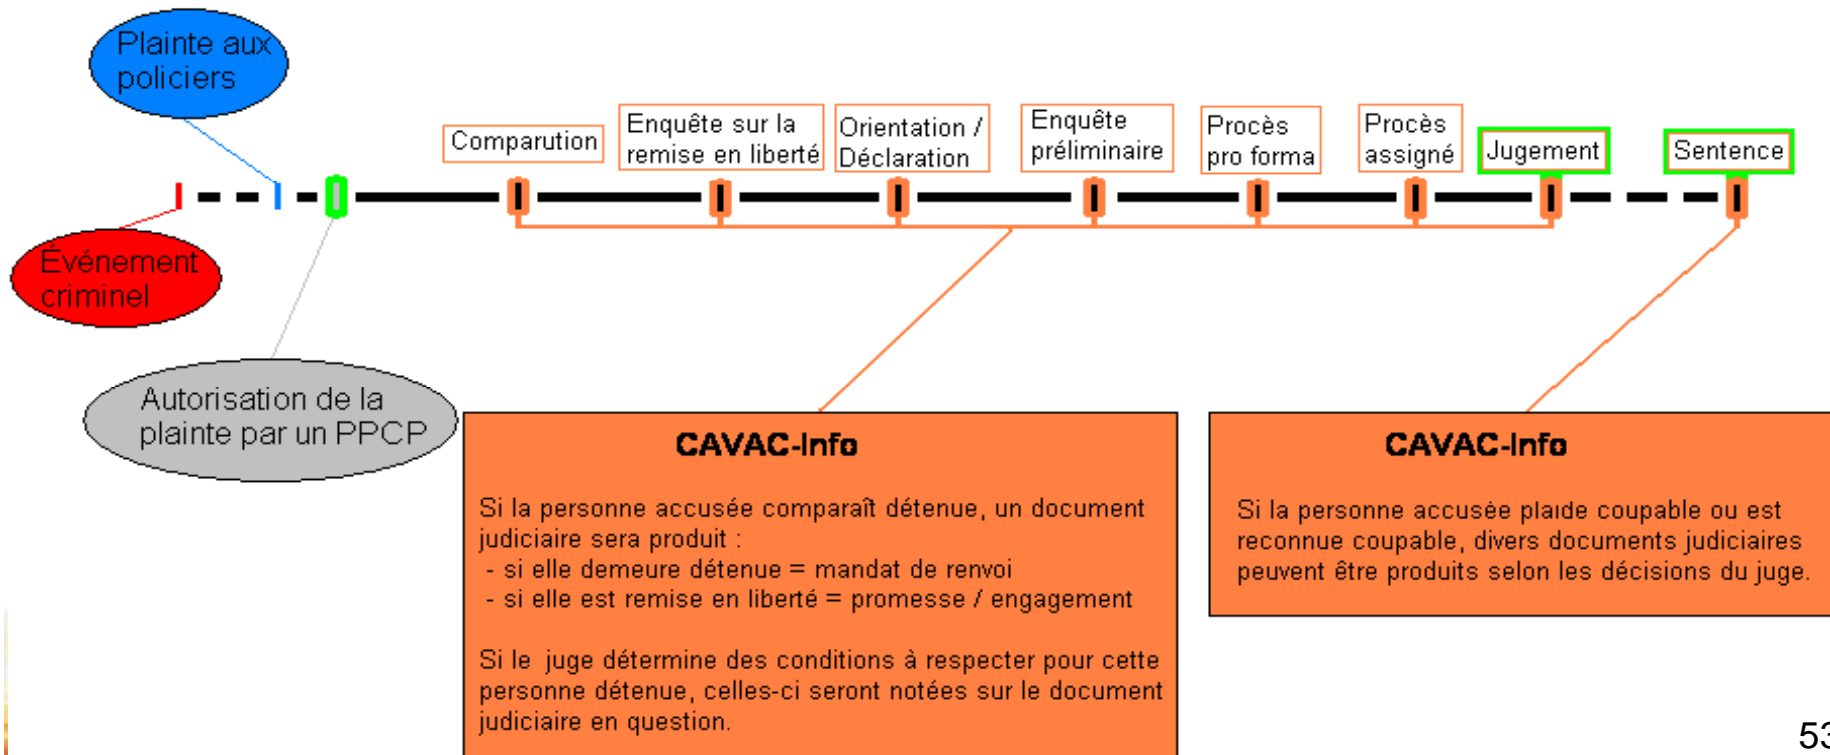 Plainte aux
policiers
Comparution
Enquête sur la
remise en liberté
Orientation /
Déclaration
Enquête
préliminaire
Procès
pro forma
Procès
assigné
Jugement
Sentence
Événement
criminel
Autorisation de la
plainte par un PPCP
CAVAC-Info
Si la personne accusée comparaît détenue, un document
judiciaire sera produit :
- si elle demeure détenue = mandat de renvoi
- si elle est remise en liberté = promesse / engagement
Si le juge détermine des conditions à respecter pour cette
personne détenue, celles-ci seront notées sur le document
judiciaire en question.
CAVAC-Info
Si la personne accusée plaide coupable ou est
reconnue coupable, divers documents judiciaires
peuvent être produits selon les décisions du juge.
53